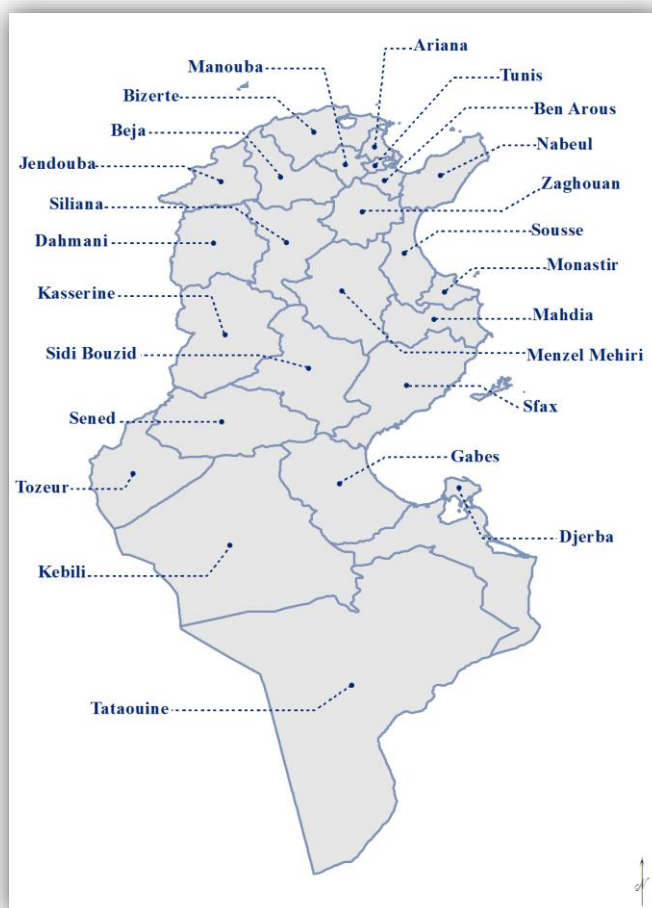 Ariana
Manouba
Tunis
Bizerte
Ben Arous
Beja
Nabeul
Jendouba
Zaghouan
Siliana
Sousse
Dahmani
Monastir
Kasserine
Mahdia
Sidi Bouzid
Menzel Mehiri
Sfax
Sened
Gabes
Tozeur
Djerba
Kebili
Tataouine
N